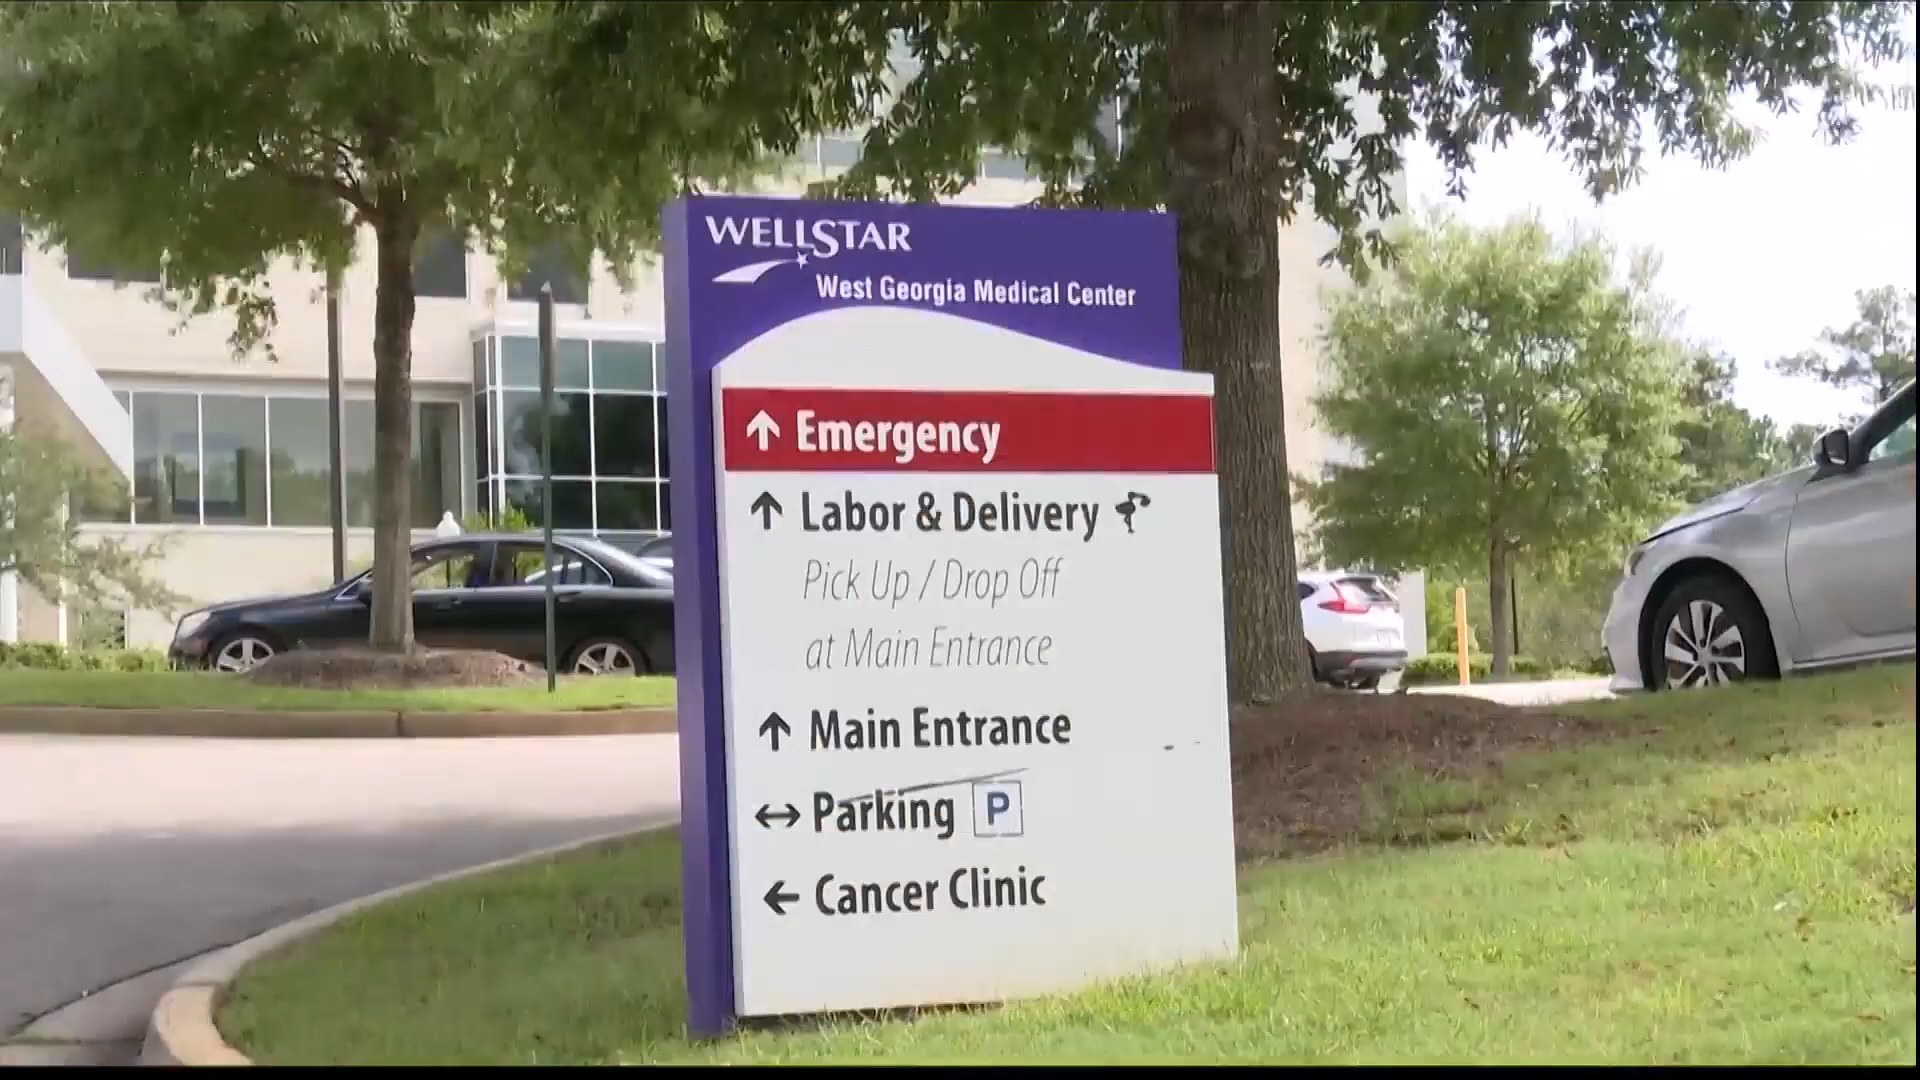 WELLSTAR
West Georgia Medical Center
↑ Emergency
↑ Labor & Delivery
Pick Up / Drop Off
at Main Entrance
↑ Main Entrance
↔ Parking P
← Cancer Clinic